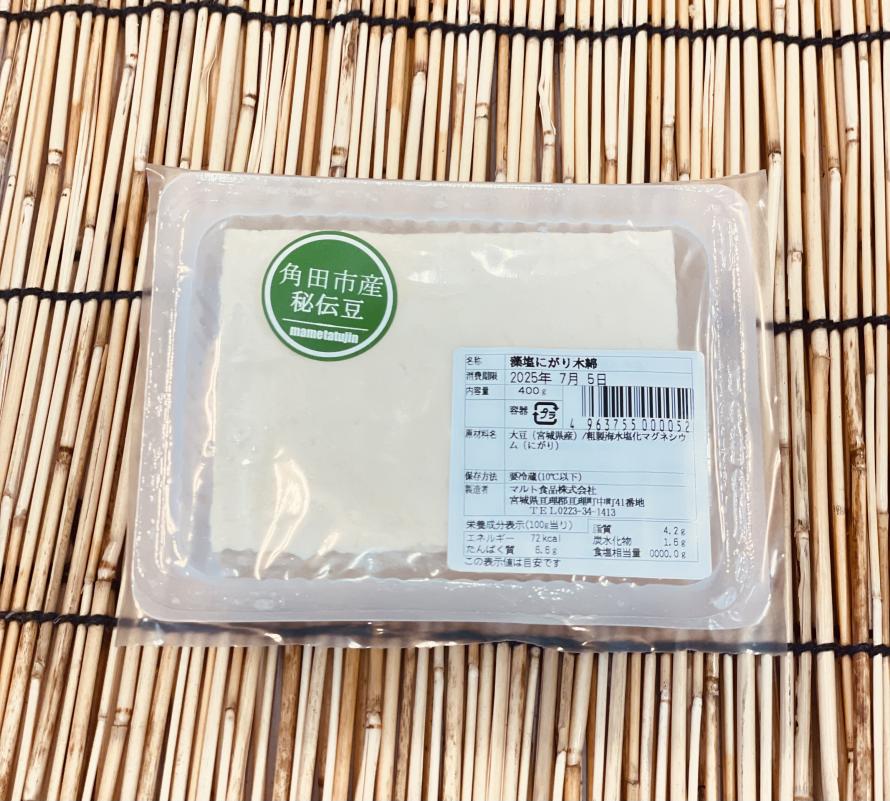 角田市産
秘伝豆
mametatujin
名称 藻塩にがり木綿
消費期限 2025年 7月 5日
内容量 400g
容器 プラ
4 963755 000052
原材料名 大豆(宮城県産)/粗製海水塩化マグネシウ
ム(にがり)
保存方法 要冷蔵(10℃以下)
製造者 マルト食品株式会社
宮城県亘理郡亘理町中町41番地
TEL0223-34-1413
栄養成分表示(100g当り) 脂質 4.2g
エネルギー 72kcal 炭水化物 1.6g
たんぱく質 6.6g 食塩相当量 0000.0g
この表示値は目安です